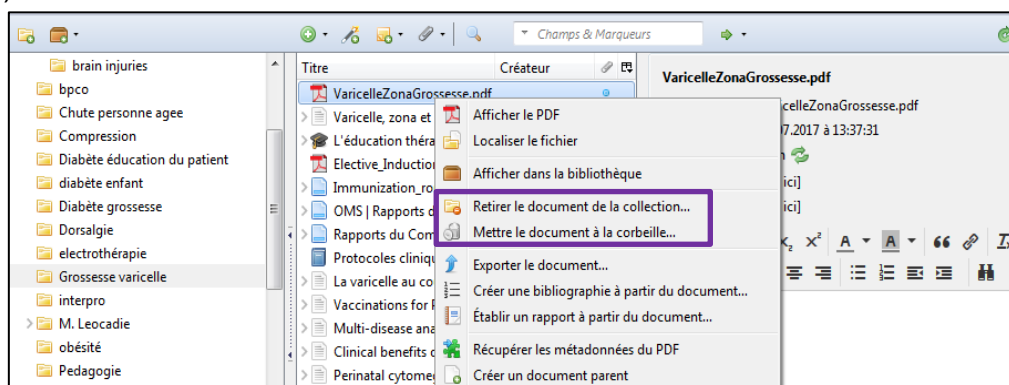 Champs & Marqueurs
brain injuries
bpco
Chute personne agee
Compression
Diabète éducation du patient
diabète enfant
Diabète grossesse
Dorsalgie
electrothérapie
Grossesse varicelle
interpro
M. Leocadie
obésité
Pedagogie
Titre Créateur
VaricelleZonaGrossesse.pdf
Varicelle, zona et
L'éducation théra
Elective_Induction
Immunization_ro
OMS | Rapports d
Rapports du Com
Protocoles cliniqu
La varicelle au co
Vaccinations for P
Multi-disease ana
Clinical benefits o
Perinatal cytome
Afficher le PDF
Localiser le fichier
Afficher dans la bibliothèque
Retirer le document de la collection...
Mettre le document à la corbeille...
Exporter le document...
Créer une bibliographie à partir du document...
Établir un rapport à partir du document...
Récupérer les métadonnées du PDF
Créer un document parent
VaricelleZonaGrossesse.pdf
celleZonaGrossesse.pdf
07.2017 à 13:37:31
ici]
ici]